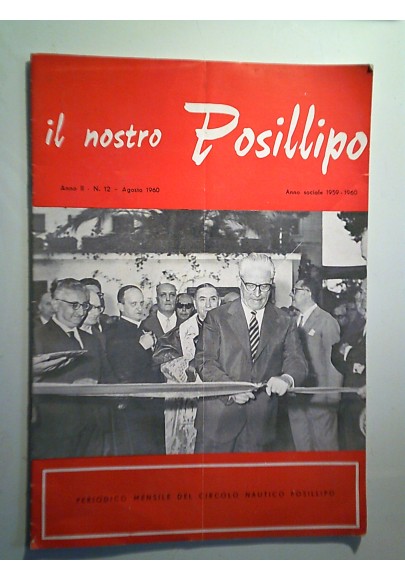 il nostro Posillipo
Anno II - N. 12 - Agosto 1960
Anno sociale 1959 - 1960
PERIODICO MENSILE DEL CIRCOLO NAUTICO POSILLIPO